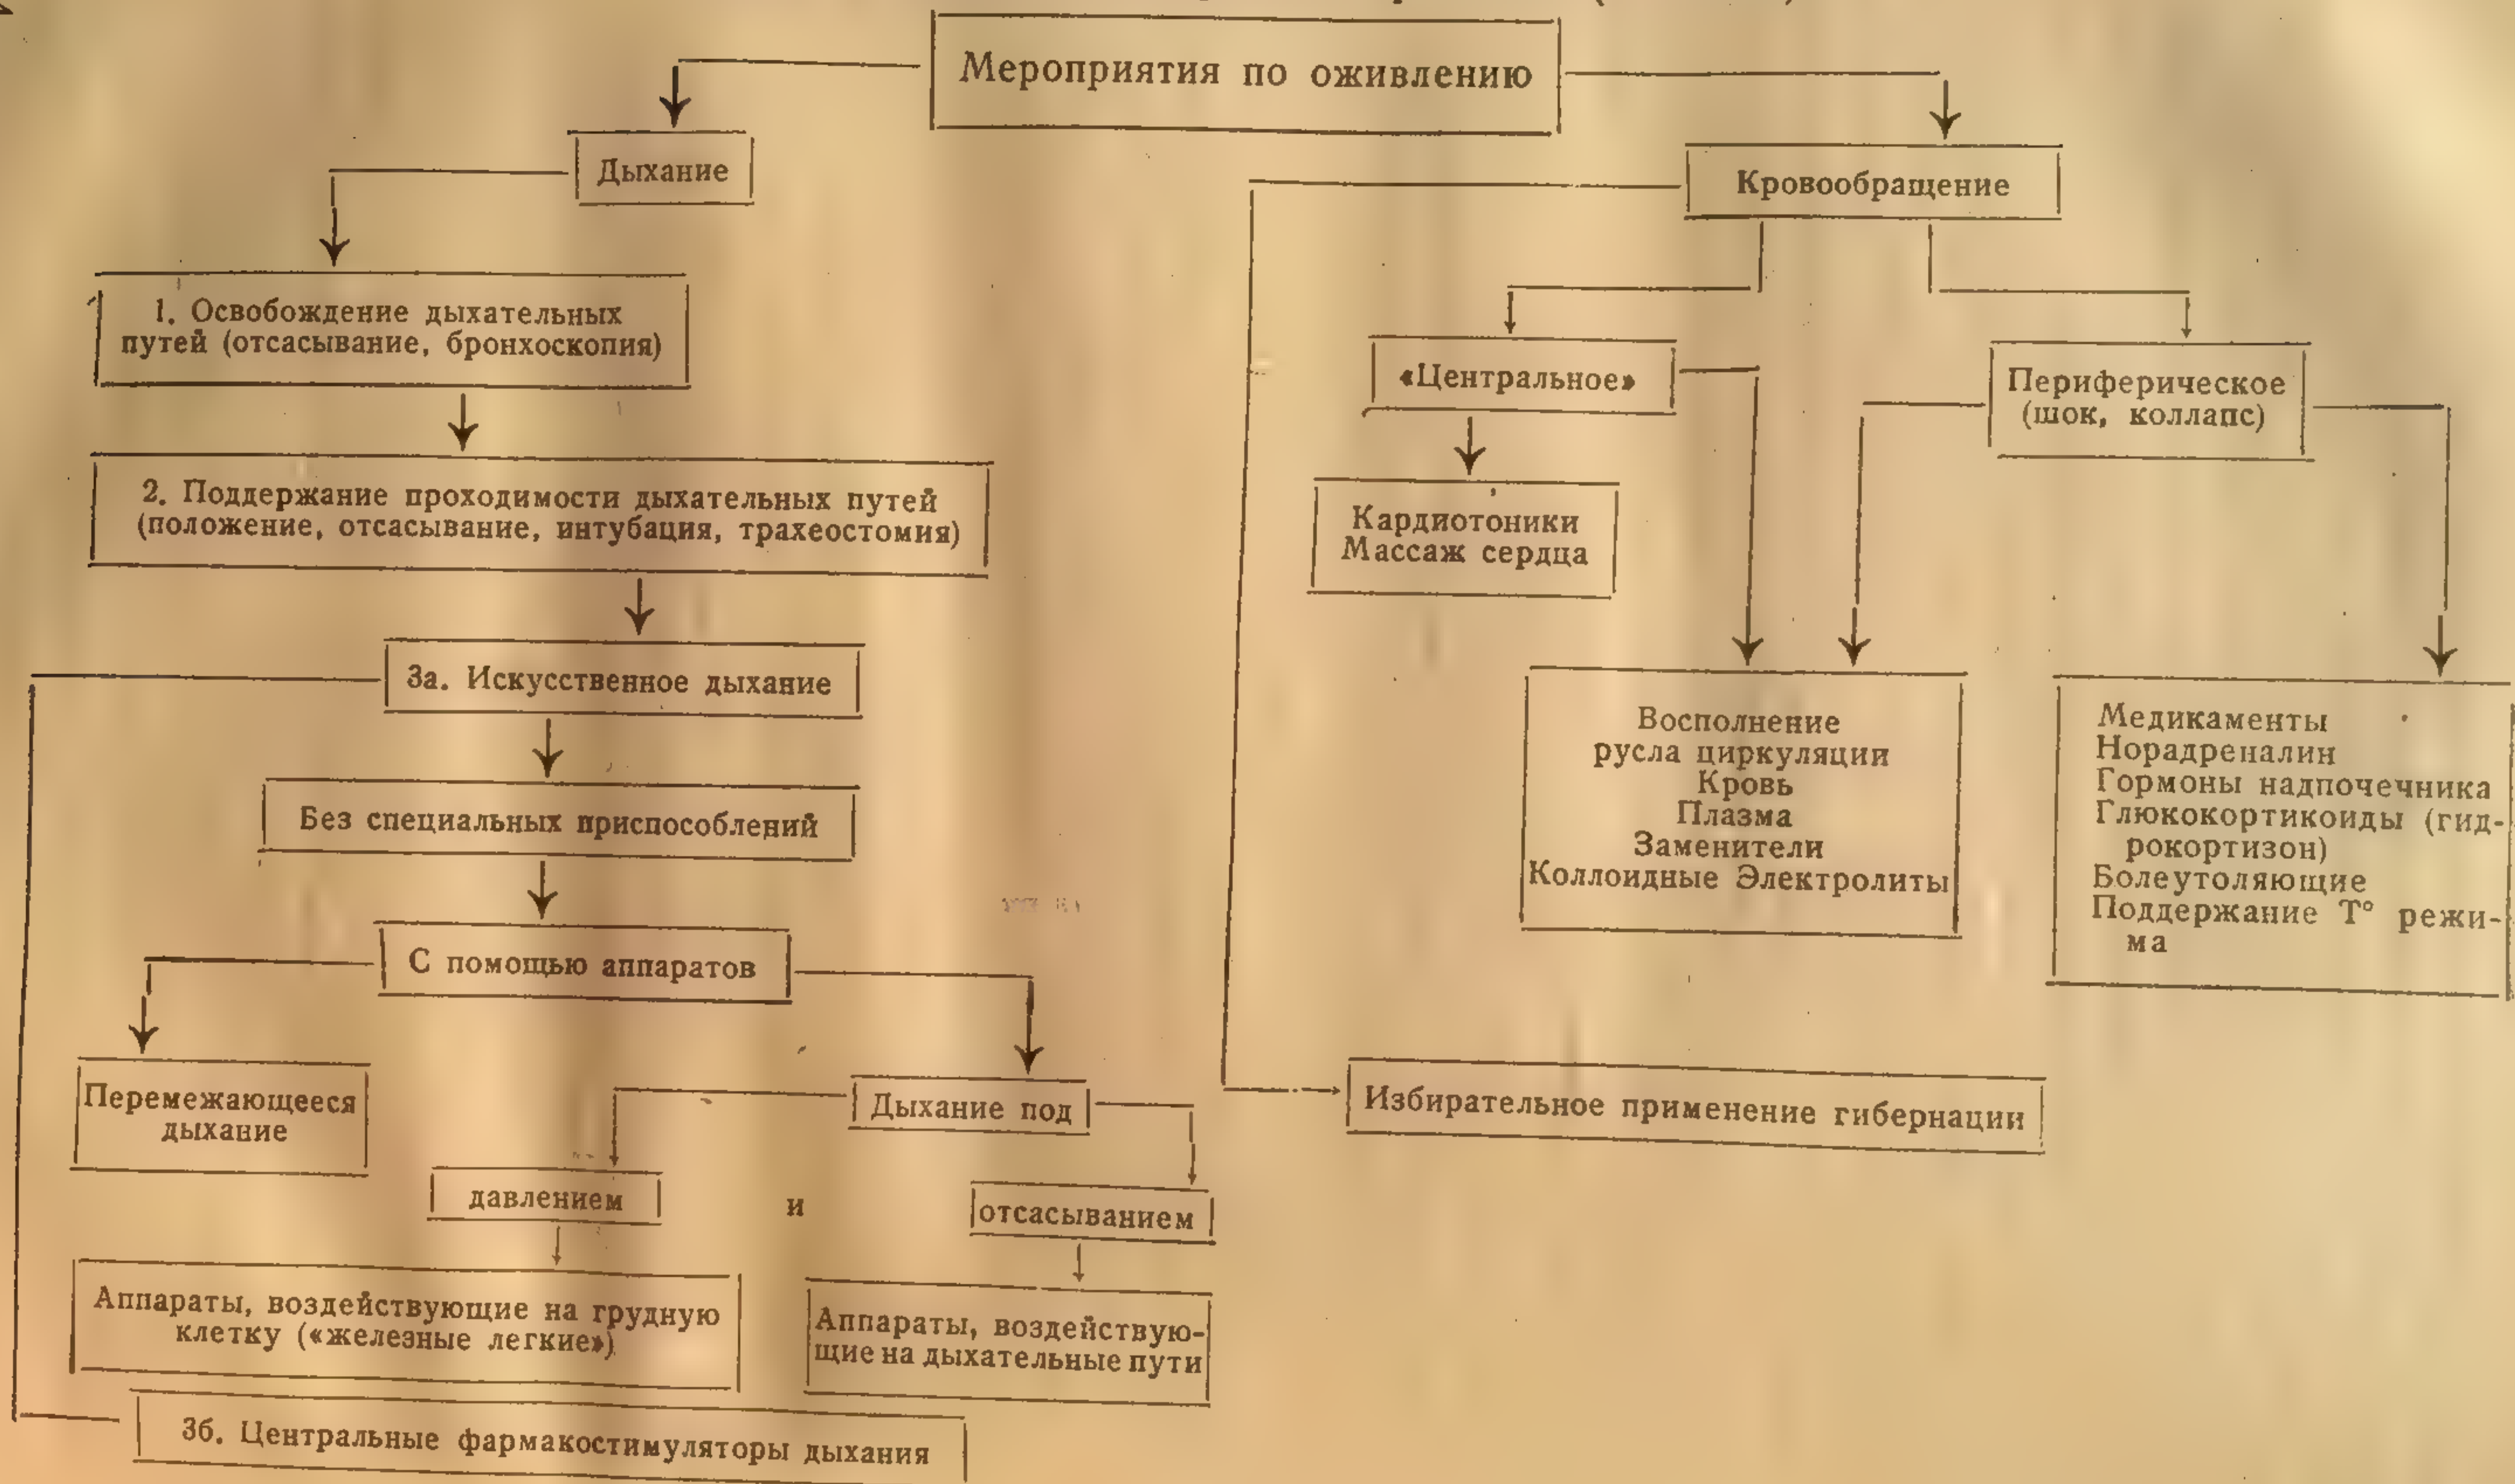 Мероприятия по оживлению
Дыхание
1. Освобождение дыхательных
путей (отсасывание, бронхоскопия)
2. Поддержание проходимости дыхательных путей
(положение, отсасывание, интубация, трахеостомия)
3а. Искусственное дыхание
Без специальных приспособлений
С помощью аппаратов
Перемежающееся
дыхание
Дыхание под
давлением
и
отсасыванием
Аппараты, воздействующие на грудную
клетку («железные легкие»)
Аппараты, воздействую-
щие на дыхательные пути
3б. Центральные фармакостимуляторы дыхания
Кровообращение
«Центральное»
Периферическое
(шок, коллапс)
Кардиотоники
Массаж сердца
Восполнение
русла циркуляции
Кровь
Плазма
Заменители
Коллоидные Электролиты
Медикаменты
Норадреналин
Гормоны надпочечника
Глюкокортикоиды (гид-
рокортизон)
Болеутоляющие
Поддержание Т° режи-
ма
Избирательное применение гибернации